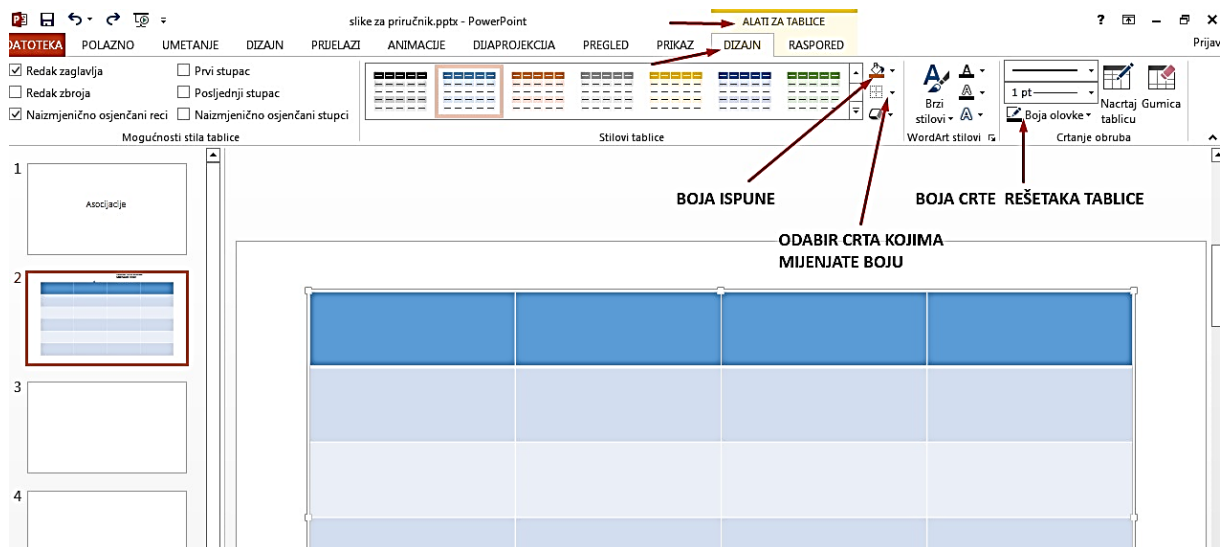 slike za priručnik.pptx - PowerPoint
ALATI ZA TABLICE
?
DATOTEKA POLAZNO UMETANJE DIZAJN PRIJELAZI ANIMACIJE DIJAPROJEKCIJA PREGLED PRIKAZ DIZAJN RASPORED
Prijav
Redak zaglavlja
Prvi stupac
Redak zbroja
Posljednji stupac
Naizmjenično osjenčani reci
Naizmjenično osjenčani stupci
Mogućnosti stila tablice
Stilovi tablice
Brzi
stilovi
WordArt stilovi
1 pt
Boja olovke
Nacrtaj
tablicu
Gumica
Crtanje obruba
BOJA ISPUNE
BOJA CRTE REŠETAKA TABLICE
ODABIR CRTA KOJIMA
MIJENJATE BOJU
1
Asocijacije
2
3
4